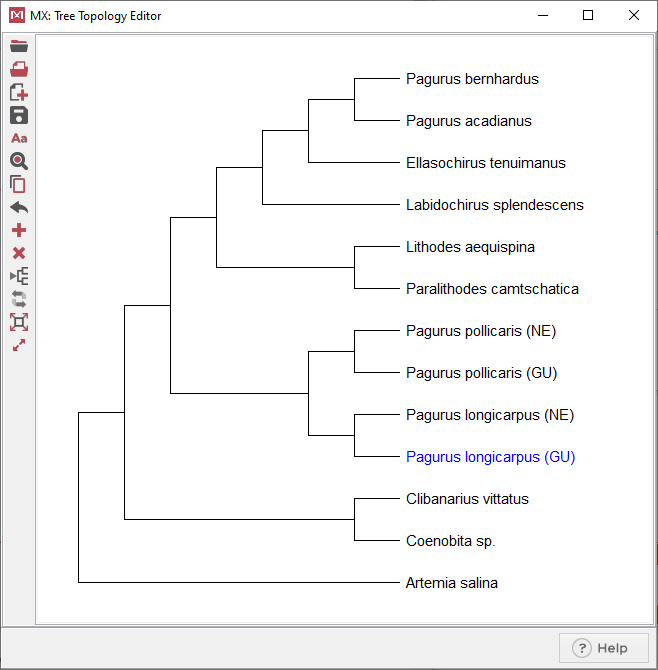 MX: Tree Topology Editor
Aa
Pagurus bernhardus
Pagurus acadianus
Ellasochirus tenuimanus
Labidochirus splendescens
Lithodes aequispina
Paralithodes camtschatica
Pagurus pollicaris (NE)
Pagurus pollicaris (GU)
Pagurus longicarpus (NE)
Pagurus longicarpus (GU)
Clibanarius vittatus
Coenobita sp.
Artemia salina
? Help